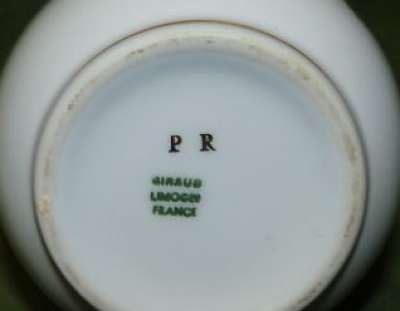 P R
GIRAUD
LIMOGES
FRANCE